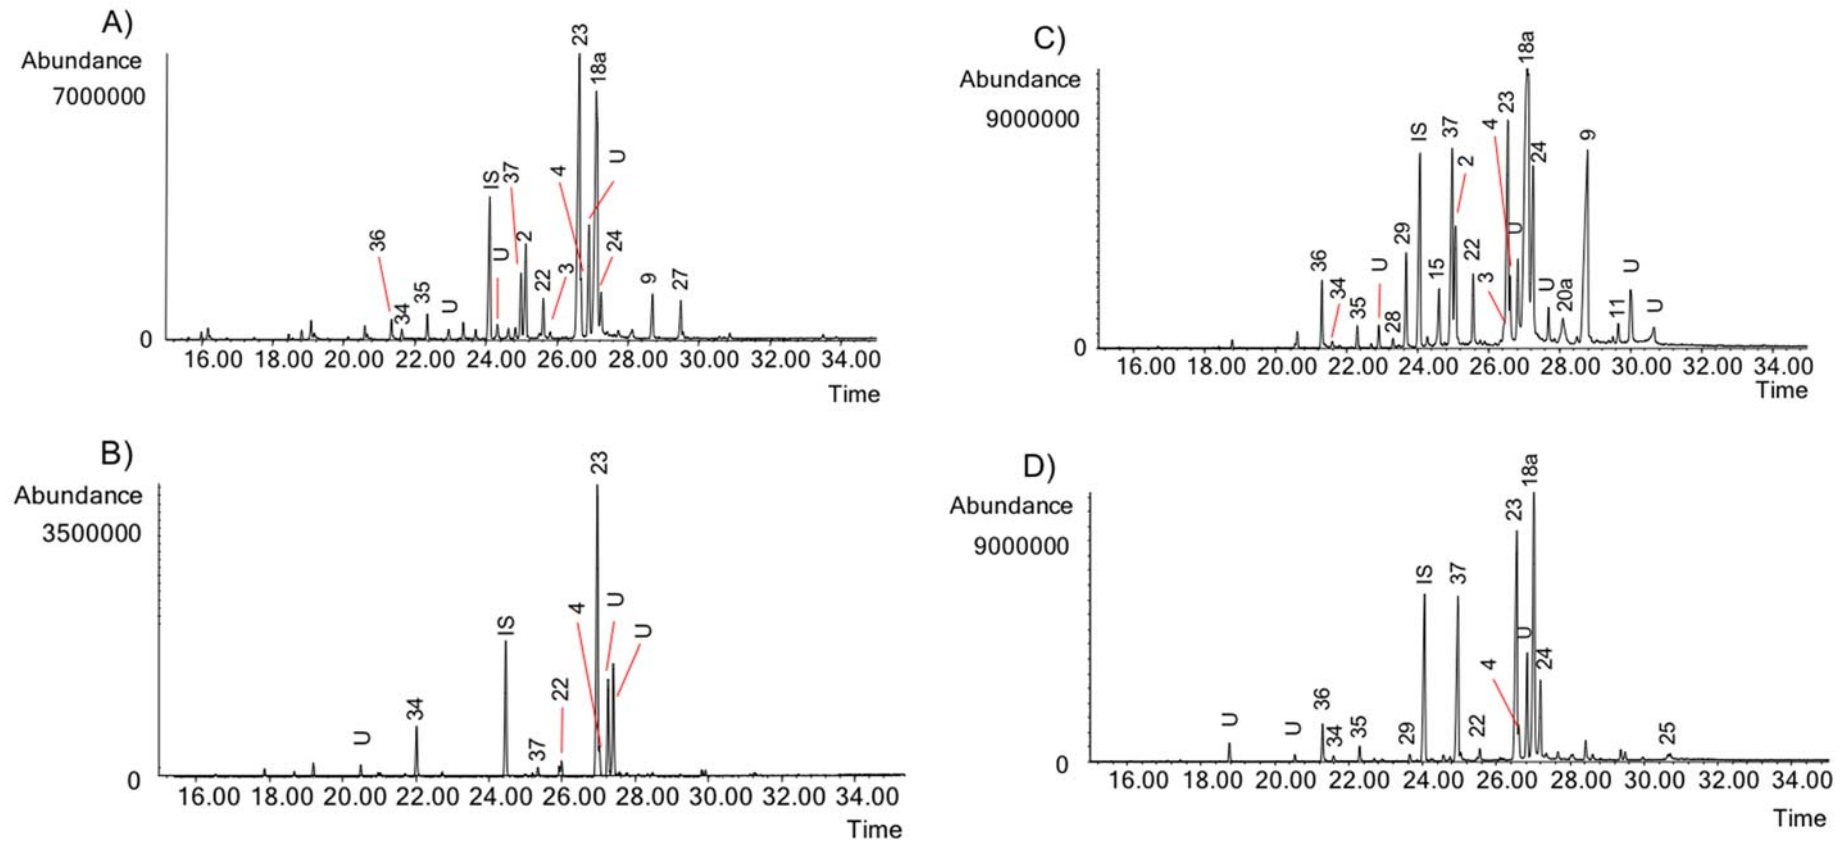 A)
Abundance
7000000
0
36
34
35
U
IS
U
37
2
22
3
4
23
U
18a
24
9
27
16.00 18.00 20.00 22.00 24.00 26.00 28.00 30.00 32.00 34.00
Time
B)
Abundance
3500000
0
U
34
IS
37
22
4
23
U
U
16.00 18.00 20.00 22.00 24.00 26.00 28.00 30.00 32.00 34.00
Time
C)
Abundance
9000000
0
36
34
35
U
28
29
IS
15
37
2
22
3
4
23
U
18a
24
U
20a
9
11
U
U
16.00 18.00 20.00 22.00 24.00 26.00 28.00 30.00 32.00 34.00
Time
D)
Abundance
9000000
0
U
U
36
34
35
29
IS
37
22
4
23
U
18a
24
25
16.00 18.00 20.00 22.00 24.00 26.00 28.00 30.00 32.00 34.00
Time